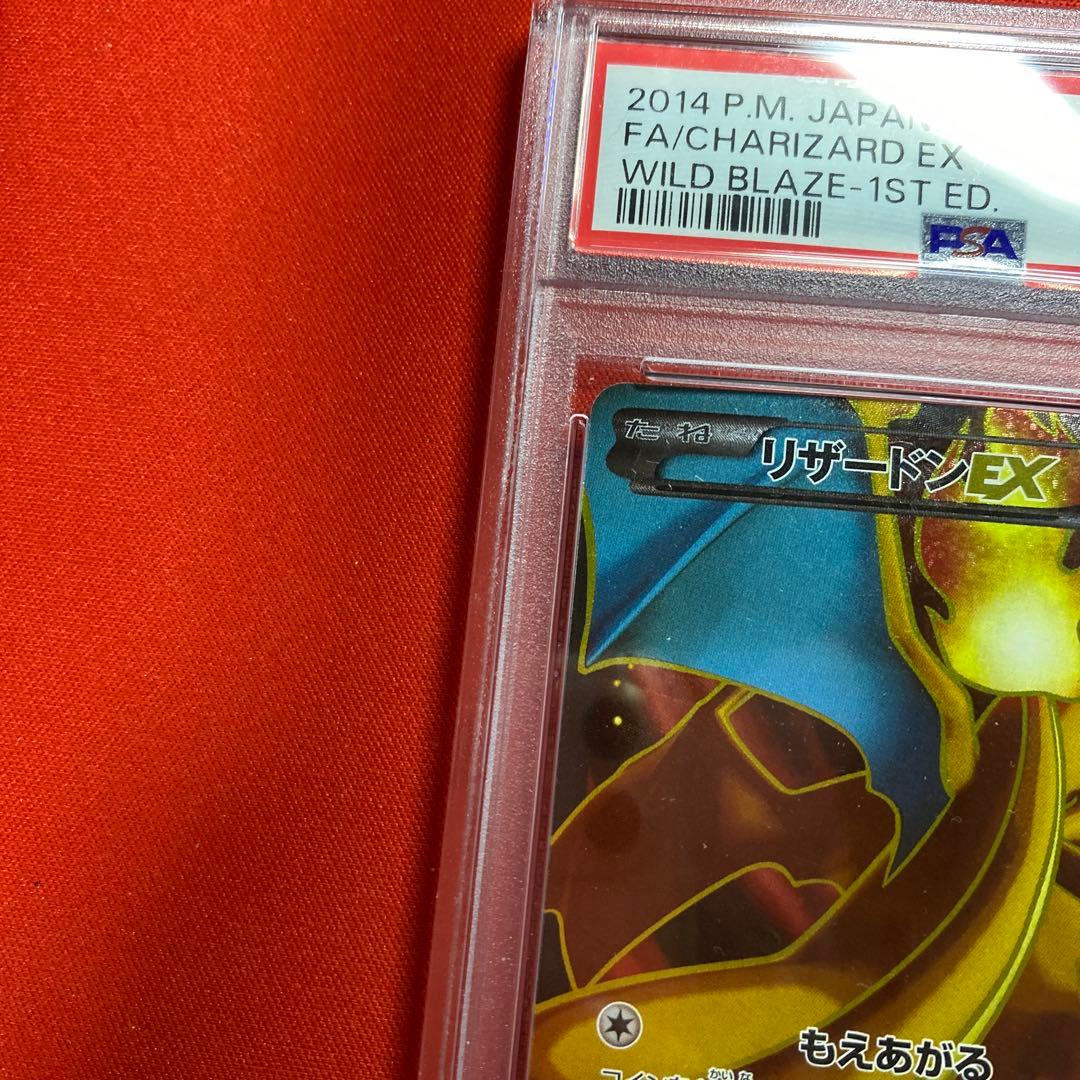 2014 P.M. JAPAN
FA/CHARIZARD EX
WILD BLAZE-1ST ED.
PSA
たね
リザードンEX
もえあがる